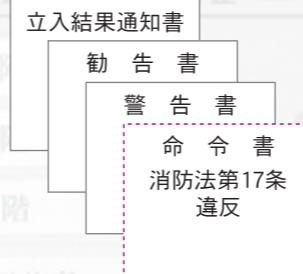 立入結果通知書
勧 告 書
警 告 書
命 令 書
消防法第17条
違反
階